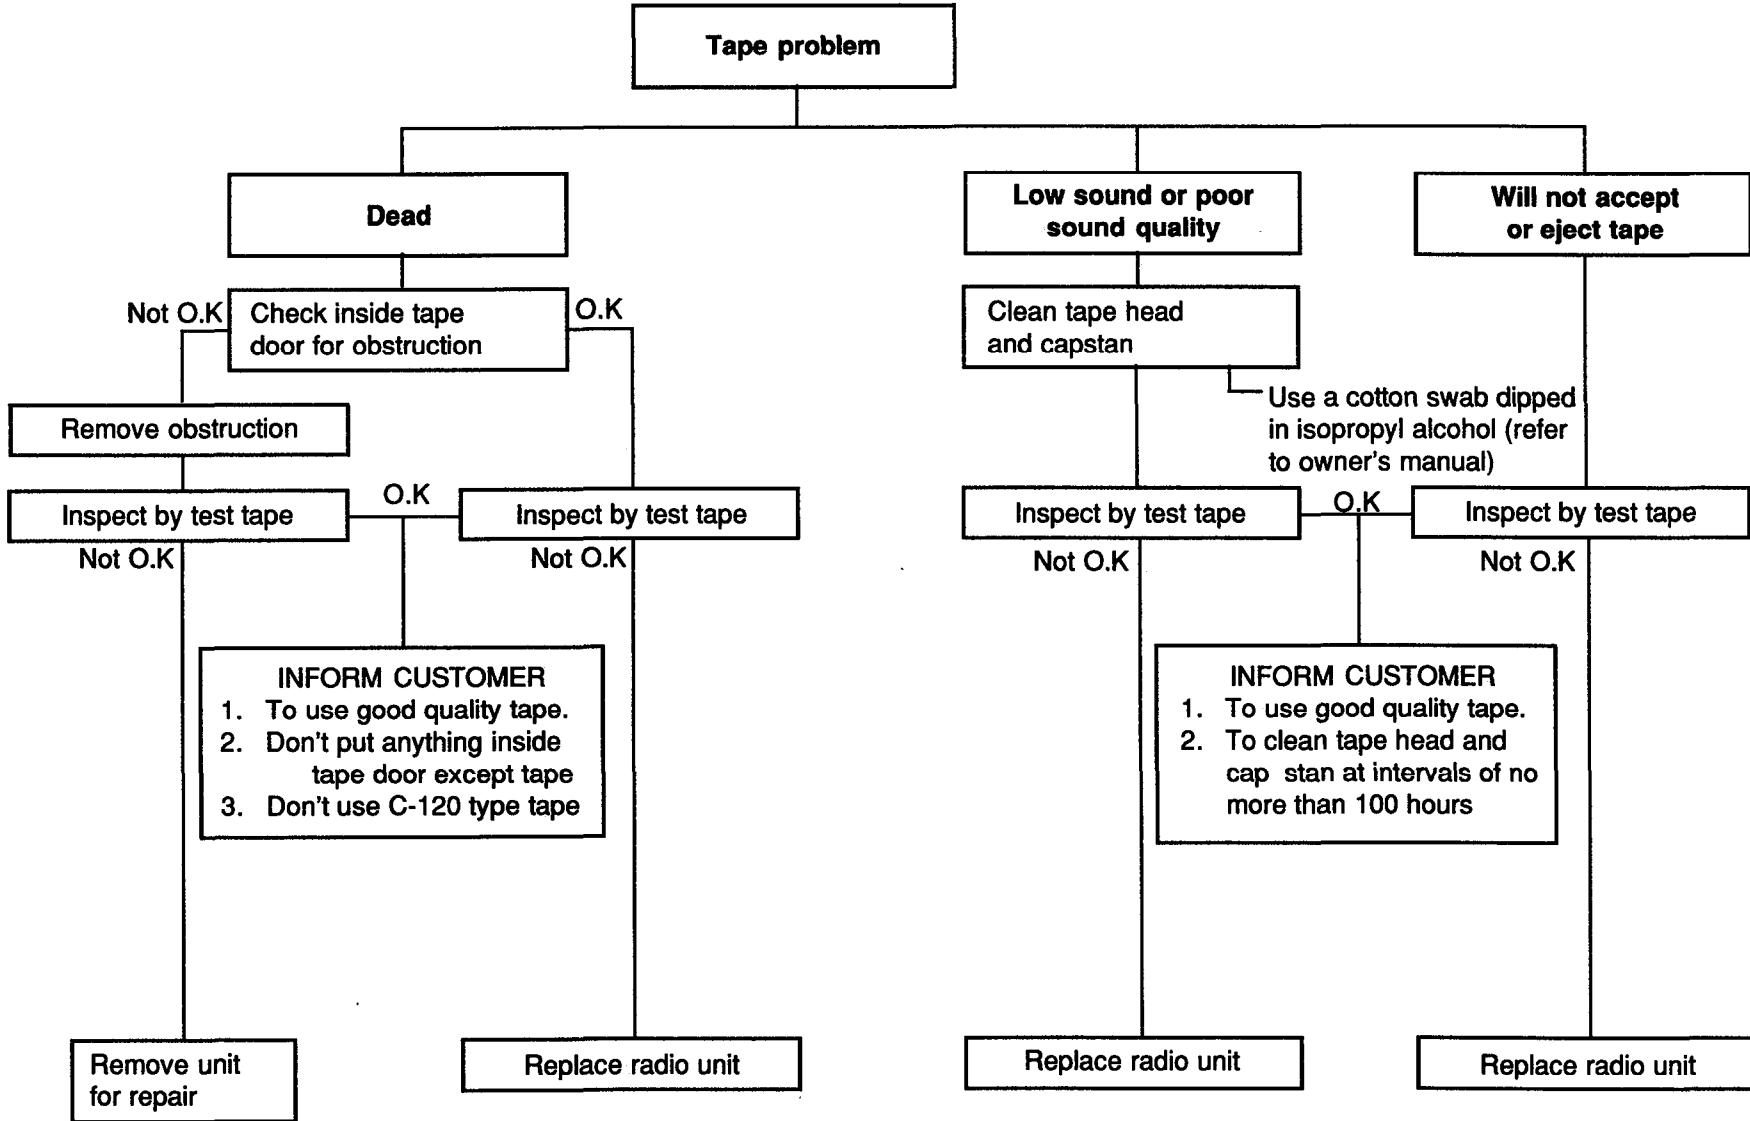 Tape problem
Dead
Low sound or poor
sound quality
Will not accept
or eject tape
Not O.K
Check inside tape
door for obstruction
O.K
Clean tape head
and capstan
Use a cotton swab dipped
in isopropyl alcohol (refer
to owner's manual)
Remove obstruction
Inspect by test tape
O.K
Inspect by test tape
Inspect by test tape
O.K
Inspect by test tape
Not O.K
Not O.K
Not O.K
Not O.K
INFORM CUSTOMER
1. To use good quality tape.
2. Don't put anything inside
tape door except tape
3. Don't use C-120 type tape
INFORM CUSTOMER
1. To use good quality tape.
2. To clean tape head and
cap stan at intervals of no
more than 100 hours
Remove unit
for repair
Replace radio unit
Replace radio unit
Replace radio unit